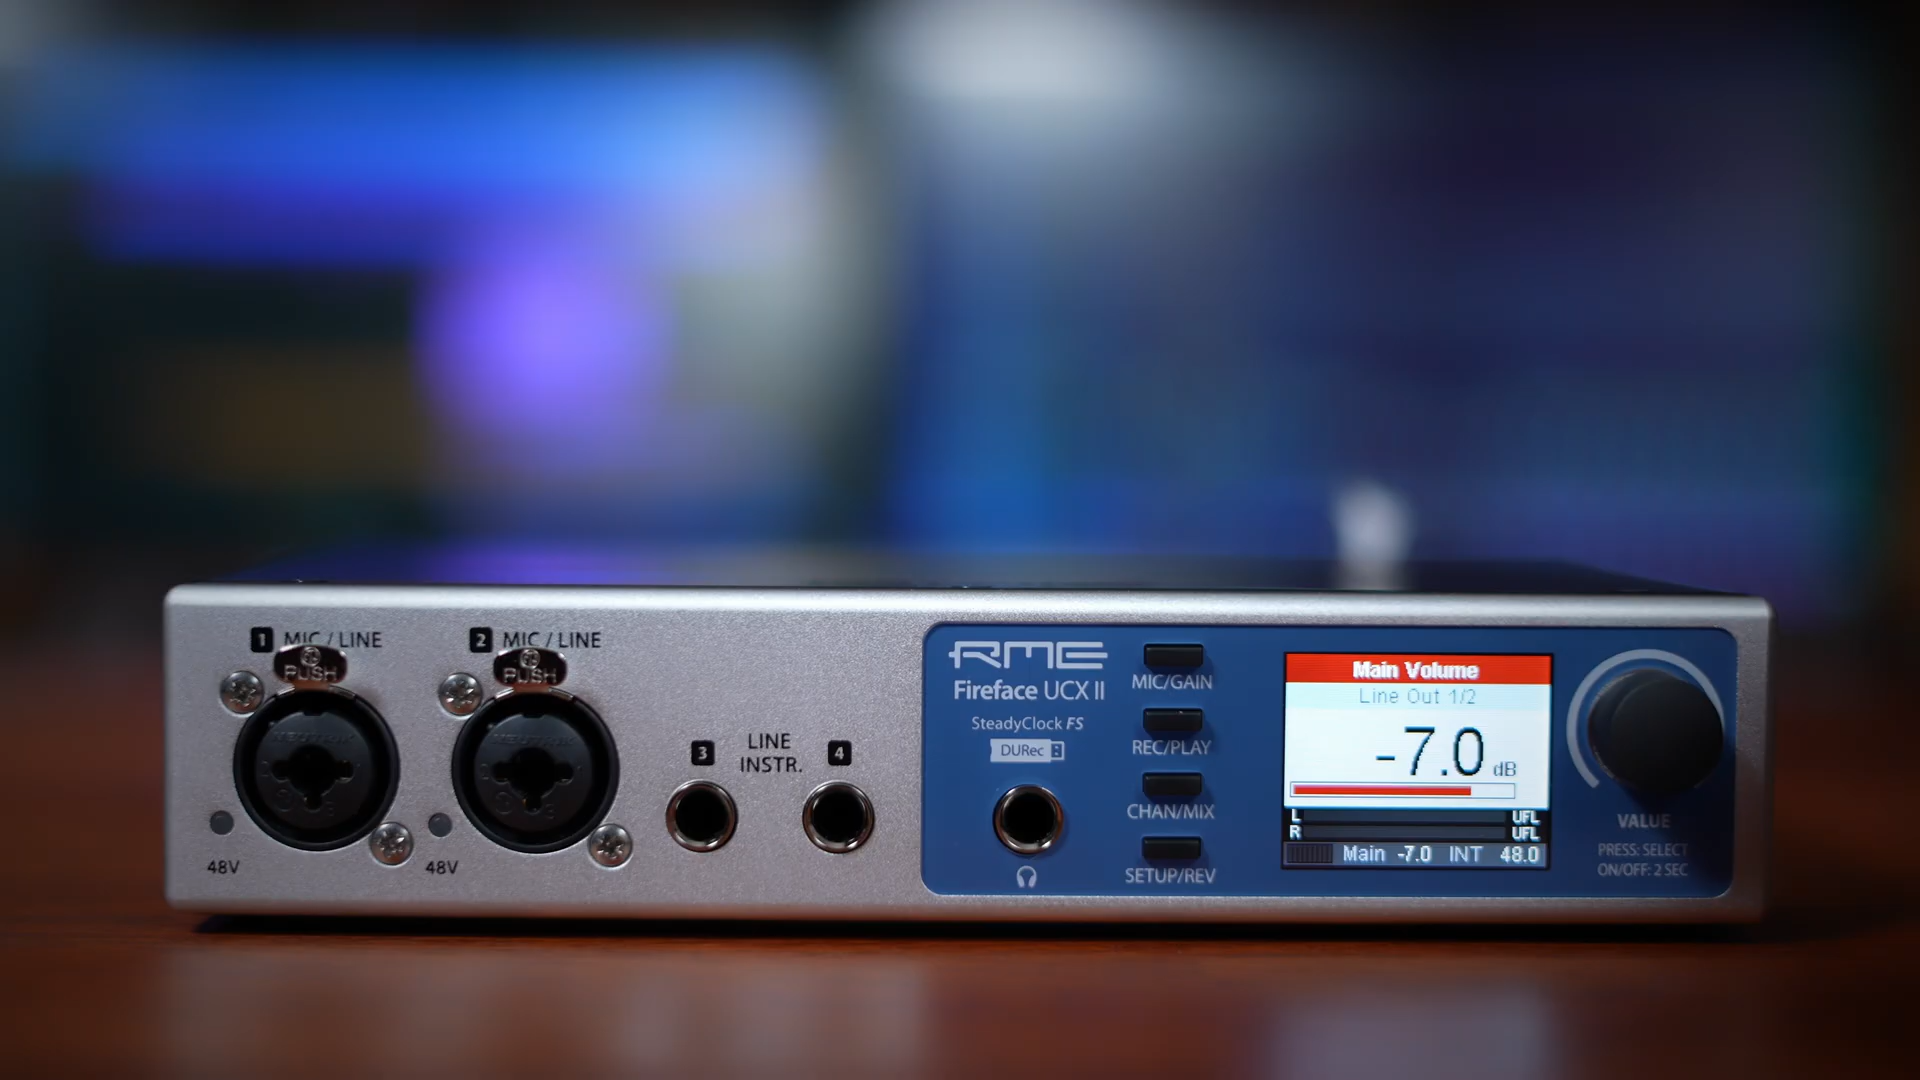 1 MIC / LINE
PUSH
48V
2 MIC / LINE
PUSH
48V
3 LINE INSTR. 4
RME
Fireface UCX II
SteadyClock FS
DURec
MIC/GAIN
REC/PLAY
CHAN/MIX
SETUP/REV
Main Volume
Line Out 1/2
-7.0 dB
L UFL
R UFL
Main -7.0 INT 48.0
VALUE
PRESS: SELECT
ON/OFF: 2 SEC